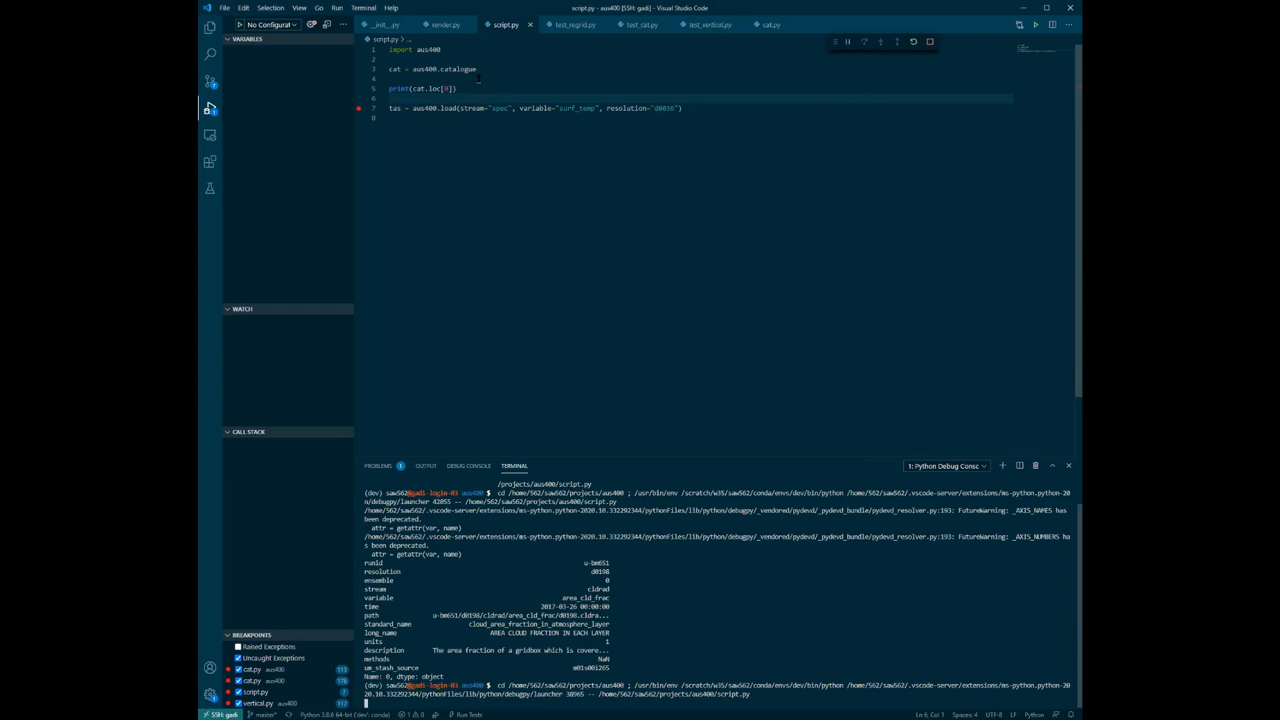 File Edit Selection View Go Run Terminal Help
script.py - aus400 [SSH: gadi] - Visual Studio Code
No Configurat
__init__.py render.py script.py test_regrid.py test_cat.py test_vertical.py cat.py
VARIABLES
script.py > ...
1 import aus400
2
3 cat = aus400.catalogue
4
5 print(cat.loc[0])
6
7 tas = aus400.load(stream="spec", variable="surf_temp", resolution="d0036")
8
WATCH
CALL STACK
PROBLEMS 1 OUTPUT DEBUG CONSOLE TERMINAL
1: Python Debug Consc
/projects/aus400/script.py
(dev) saw562@gadi-login-03 aus400 $ cd /home/562/saw562/projects/aus400 ; /usr/bin/env /scratch/w35/saw562/conda/envs/dev/bin/python /home/562/saw562/.vscode-server/extensions/ms-python.python-20
n/debugpy/launcher 42055 -- /home/562/saw562/projects/aus400/script.py
/home/562/saw562/.vscode-server/extensions/ms-python.python-2020.10.332292344/pythonFiles/lib/python/debugpy/_vendored/pydevd/_pydevd_bundle/pydevd_resolver.py:193: FutureWarning: _AXIS_NAMES has
been deprecated.
attr = getattr(var, name)
/home/562/saw562/.vscode-server/extensions/ms-python.python-2020.10.332292344/pythonFiles/lib/python/debugpy/_vendored/pydevd/_pydevd_bundle/pydevd_resolver.py:193: FutureWarning: _AXIS_NUMBERS ha
s been deprecated.
attr = getattr(var, name)
runid u-bm651
resolution d0198
ensemble 0
stream cldrad
variable area_cld_frac
time 2017-03-26 00:00:00
path u-bm651/d0198/cldrad/area_cld_frac/d0198.cldra...
standard_name cloud_area_fraction_in_atmosphere_layer
long_name AREA CLOUD FRACTION IN EACH LAYER
units 1
description The area fraction of a gridbox which is covere...
methods NaN
um_stash_source m01s00i265
Name: 0, dtype: object
(dev) saw562@gadi-login-03 aus400 $ cd /home/562/saw562/projects/aus400 ; /usr/bin/env /scratch/w35/saw562/conda/envs/dev/bin/python /home/562/saw562/.vscode-server/extensions/ms-python.python-20
20.10.332292344/pythonFiles/lib/python/debugpy/launcher 38965 -- /home/562/saw562/projects/aus400/script.py
BREAKPOINTS
Raised Exceptions
Uncaught Exceptions
cat.py aus400 113
cat.py aus400 178
script.py 7
vertical.py aus400
SSH: gadi master* Python 3.8.6 64-bit ('dev': conda) 1 0 Run Tests
Ln 6, Col 1 Spaces: 4 UTF-8 LF Python